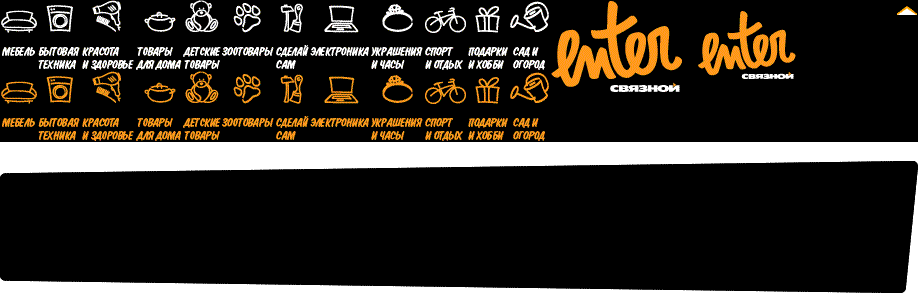 МЕБЕЛЬ БЫТОВАЯ КРАСОТА ТОВАРЫ ДЕТСКИЕ ЗООТОВАРЫ СДЕЛАЙ ЭЛЕКТРОНИКА УКРАШЕНИЯ СПОРТ ПОДАРКИ САД И
ТЕХНИКА И ЗДОРОВЬЕ ДЛЯ ДОМА ТОВАРЫ САМ И ЧАСЫ И ОТДЫХ И ХОББИ ОГОРОД
enter enter
СВЯЗНОЙ СВЯЗНОЙ
МЕБЕЛЬ БЫТОВАЯ КРАСОТА ТОВАРЫ ДЕТСКИЕ ЗООТОВАРЫ СДЕЛАЙ ЭЛЕКТРОНИКА УКРАШЕНИЯ СПОРТ ПОДАРКИ САД И
ТЕХНИКА И ЗДОРОВЬЕ ДЛЯ ДОМА ТОВАРЫ САМ И ЧАСЫ И ОТДЫХ И ХОББИ ОГОРОД